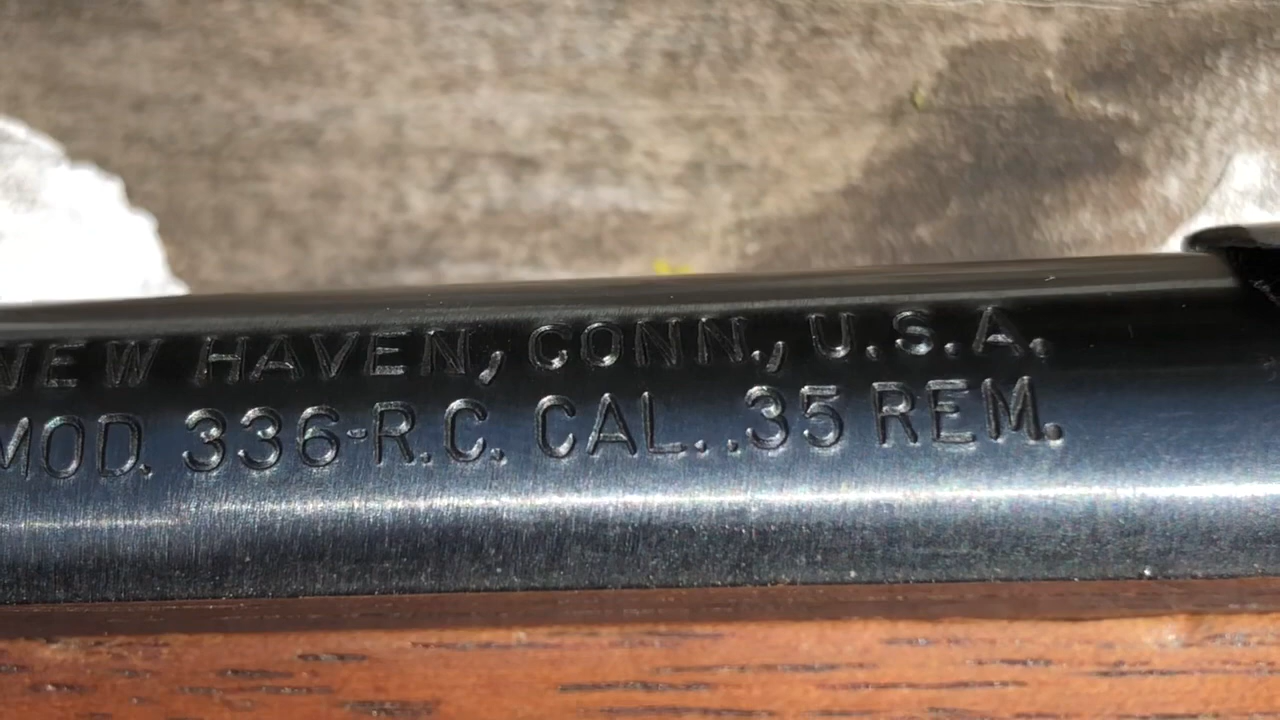 NEW HAVEN, CONN., U.S.A.
MOD. 336-R.C. CAL. .35 REM.